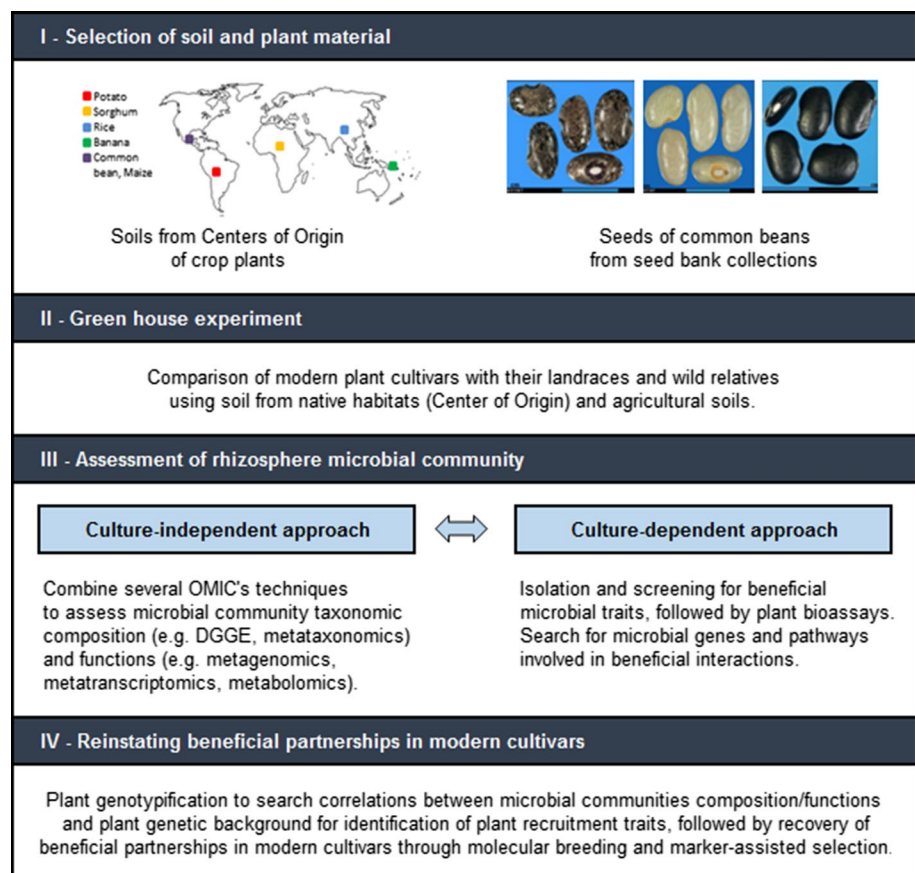 I - Selection of soil and plant material
Potato
Sorghum
Rice
Banana
Common
bean, Maize
Soils from Centers of Origin
of crop plants
Seeds of common beans
from seed bank collections
II - Green house experiment
Comparison of modern plant cultivars with their landraces and wild relatives
using soil from native habitats (Center of Origin) and agricultural soils.
III - Assessment of rhizosphere microbial community
Culture-independent approach
Culture-dependent approach
Combine several OMIC's techniques
to assess microbial community taxonomic
composition (e.g. DGGE, metataxonomics)
and functions (e.g. metagenomics,
metatranscriptomics, metabolomics).
Isolation and screening for beneficial
microbial traits, followed by plant bioassays.
Search for microbial genes and pathways
involved in beneficial interactions.
IV - Reinstating beneficial partnerships in modern cultivars
Plant genotypification to search correlations between microbial communities composition/functions
and plant genetic background for identification of plant recruitment traits, followed by recovery of
beneficial partnerships in modern cultivars through molecular breeding and marker-assisted selection.